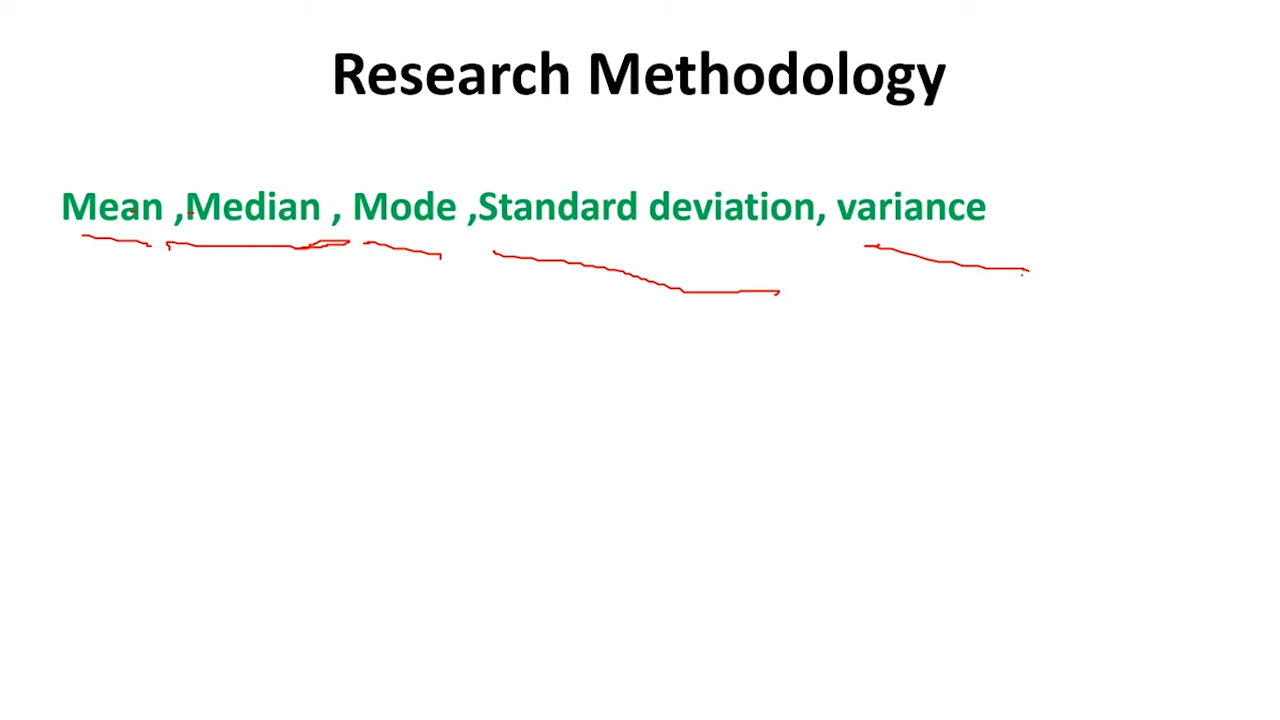 Research Methodology
Mean ,Median , Mode ,Standard deviation, variance